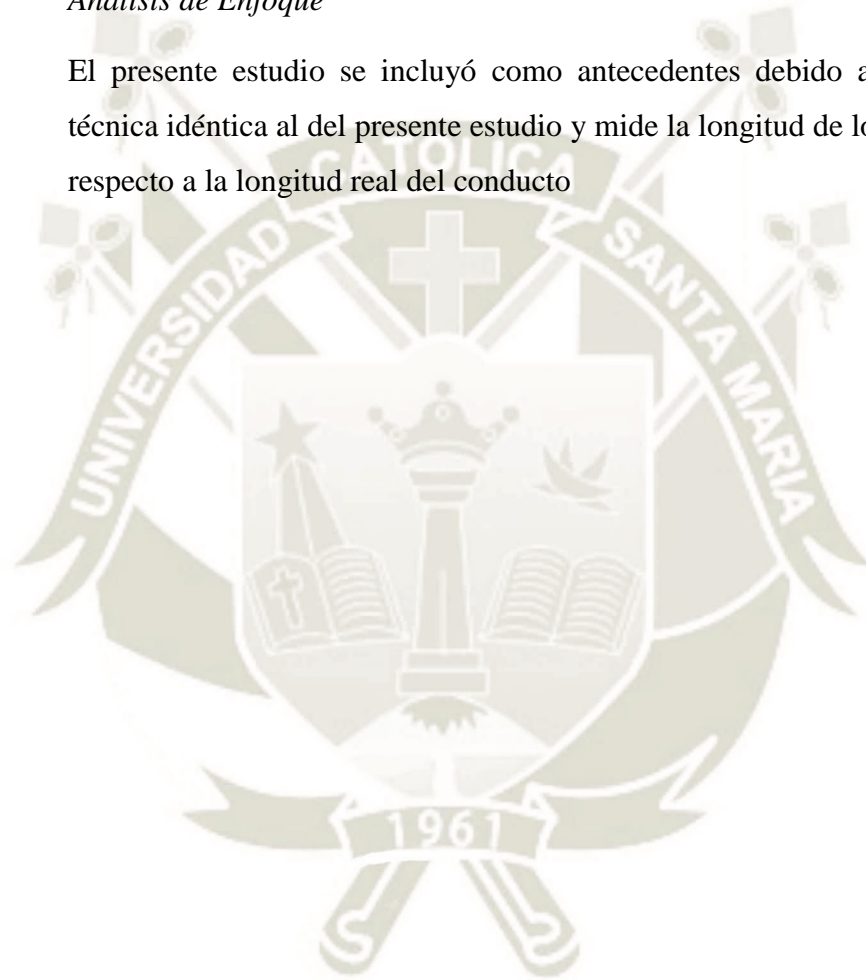 Análisis de Enfoque
El presente estudio se incluyó como antecedentes debido a
técnica idéntica al del presente estudio y mide la longitud de
respecto a la longitud real del conducto
CATOLICA
UNIVERSIDAD
SANTA MARIA
1961